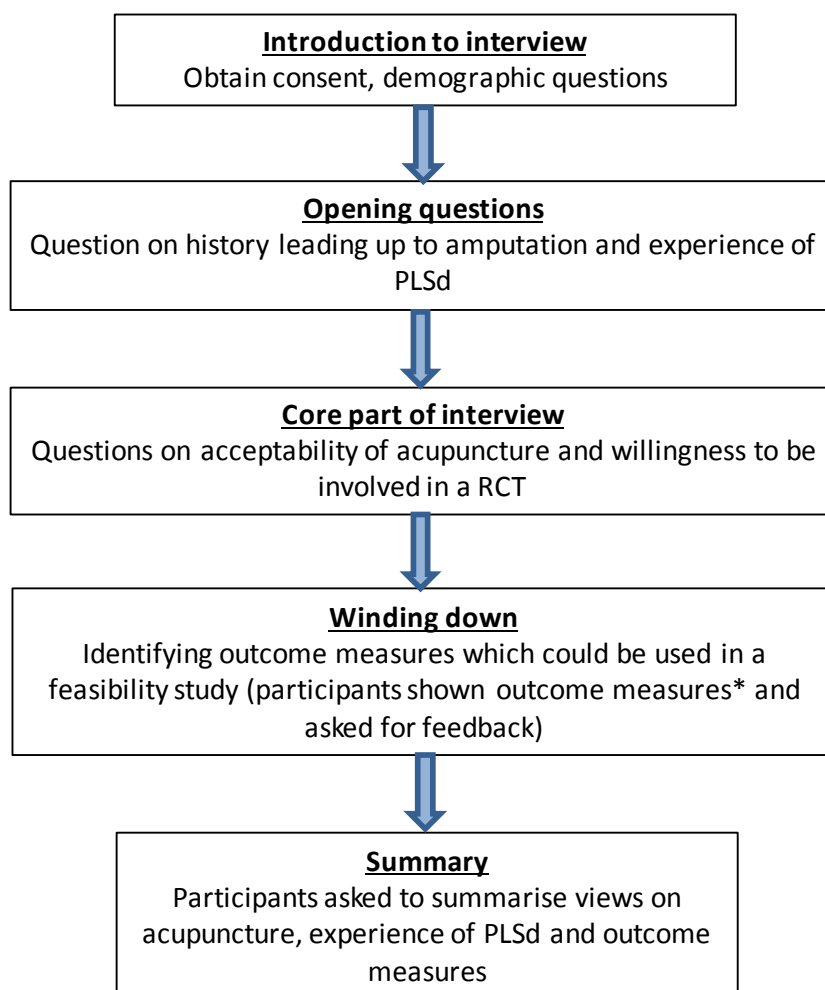 Introduction to interview
Obtain consent, demographic questions
Opening questions
Question on history leading up to amputation and experience of
PLSd
Core part of interview
Questions on acceptability of acupuncture and willingness to be
involved in a RCT
Winding down
Identifying outcome measures which could be used in a
feasibility study (participants shown outcome measures* and
asked for feedback)
Summary
Participants asked to summarise views on
acupuncture, experience of PLSd and outcome
measures